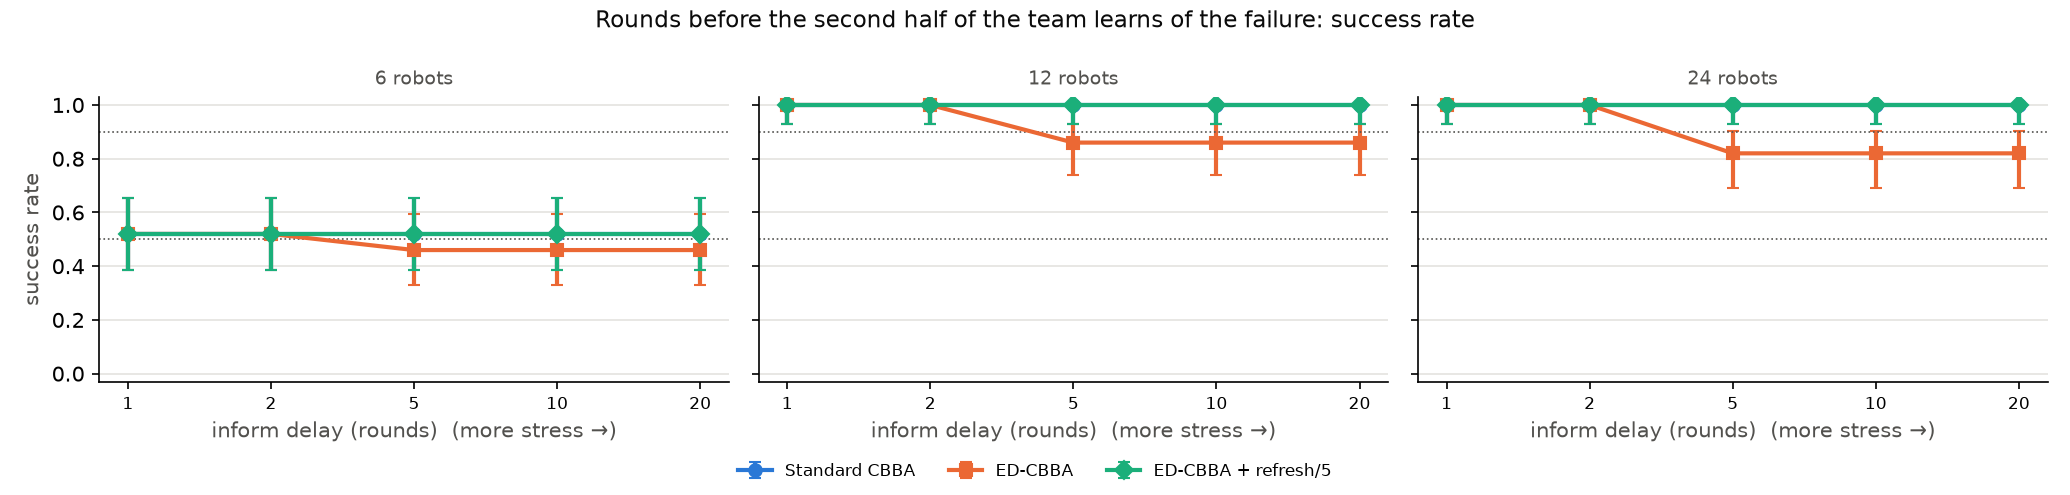 Rounds before the second half of the team learns of the failure: success rate
6 robots
12 robots
24 robots
success rate
1.0
0.8
0.6
0.4
0.2
0.0
1 2 5 10 20
1 2 5 10 20
1 2 5 10 20
inform delay (rounds) (more stress →)
inform delay (rounds) (more stress →)
inform delay (rounds) (more stress →)
Standard CBBA
ED-CBBA
ED-CBBA + refresh/5